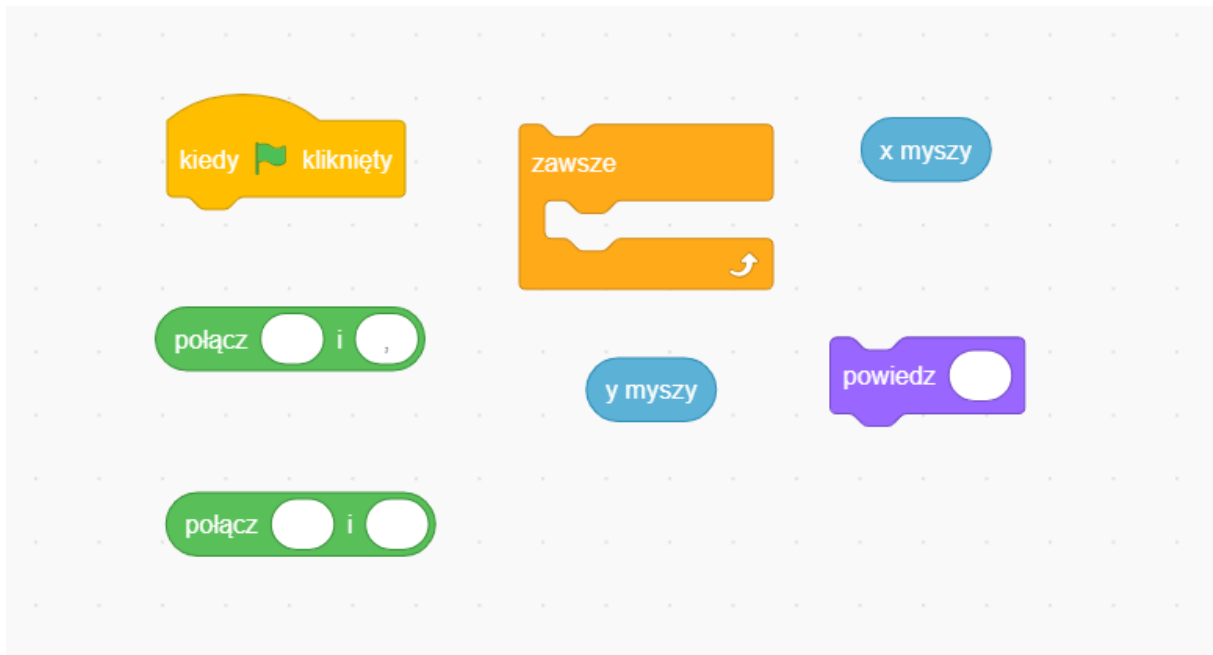 kiedy kliknięty
zawsze
x myszy
połącz i ,
y myszy
powiedz
połącz i